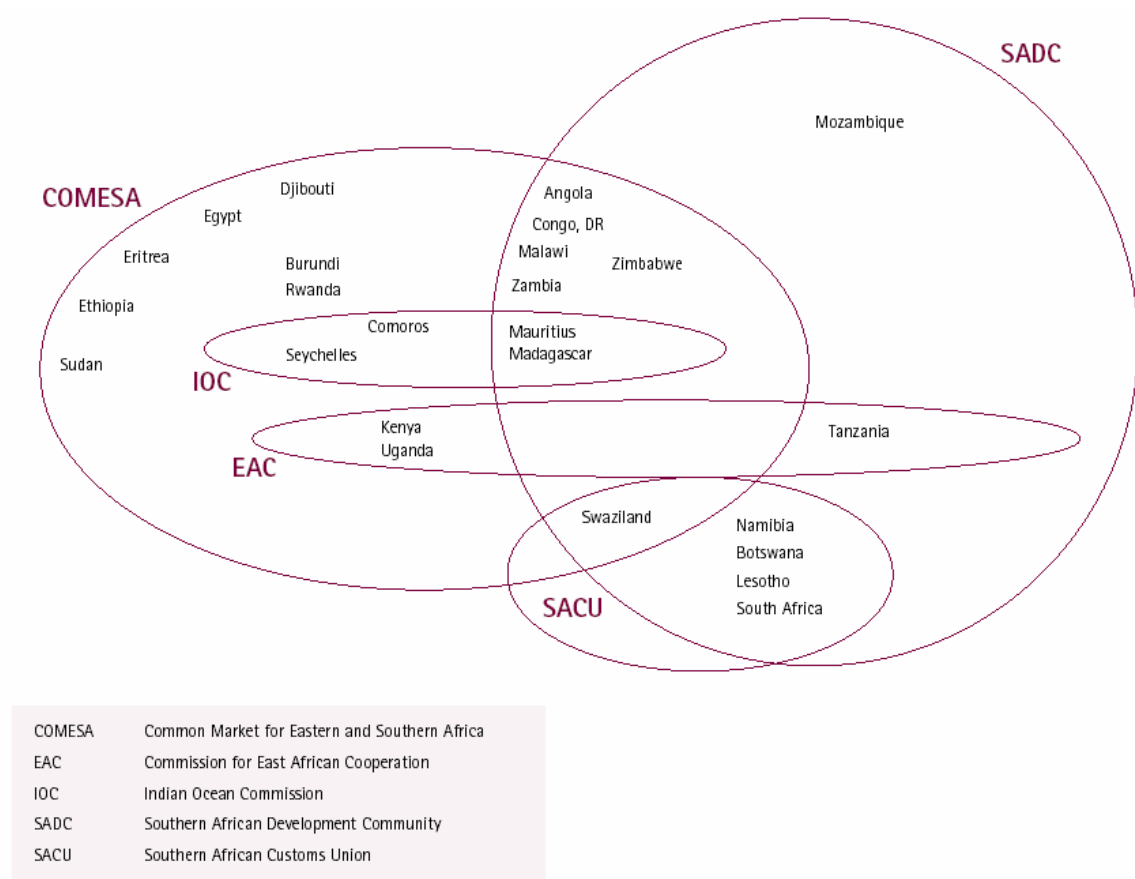 SADC
Mozambique
COMESA
Djibouti
Egypt
Eritrea
Ethiopia
Sudan
Burundi
Rwanda
Angola
Congo, DR
Malawi
Zimbabwe
Zambia
Comoros
Seychelles
Mauritius
Madagascar
IOC
Kenya
Uganda
Tanzania
EAC
Swaziland
Namibia
Botswana
Lesotho
South Africa
SACU
COMESA Common Market for Eastern and Southern Africa
EAC Commission for East African Cooperation
IOC Indian Ocean Commission
SADC Southern African Development Community
SACU Southern African Customs Union